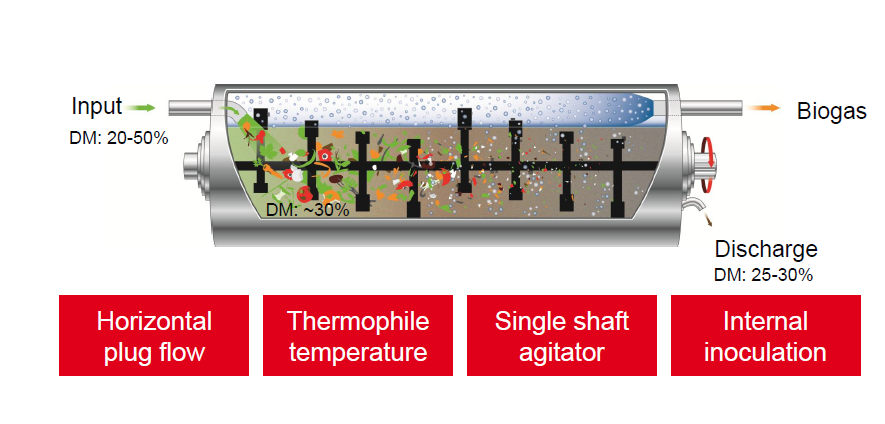 Input
DM: 20-50%
Biogas
DM: ~30%
Discharge
DM: 25-30%
Horizontal
plug flow
Thermophile
temperature
Single shaft
agitator
Internal
inoculation